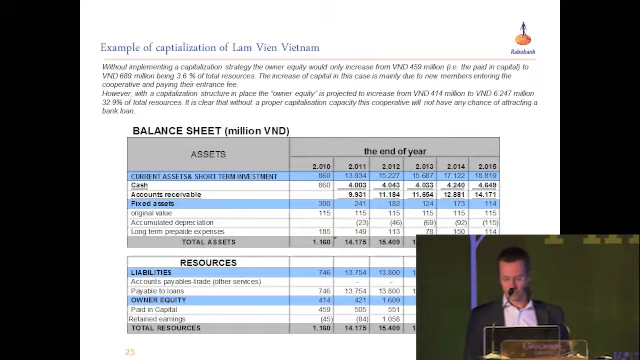 Example of captialization of Lam Vien Vietnam
Rabobank
Without implementing a capitalization strategy the owner equity would only increase from VND 459 million (i.e. the paid in capital) to
VND 689 million being 3.6 % of total resources. The increase of capital in this case is mainly due to new members entering the
cooperative and paying their entrance fee.
However, with a capitalization structure in place the "owner equity" is projected to increase from VND 414 million to VND 6.247 million
32.9% of total resources. It is clear that without a proper capitalisation capacity this cooperative will not have any chance of attracting a
bank loan.
BALANCE SHEET (million VND)
ASSETS the end of year
2.010 2.011 2.012 2.013 2.014 2.015
CURRENT ASSETS& SHORT TERM INVESTMENT 860 13.934 15.227 15.687 17.122 18.819
Cash 860 4.003 4.043 4.033 4.240 4.649
Accounts receivable 9.931 11.184 11.654 12.881 14.171
Fixed assets 300 241 182 124 173 114
original value 115 115 115 115 115 115
Accumulated depreciation (23) (46) (69) (92) (115)
Long term prepaide expenses 185 149 113 78 150 114
TOTAL ASSETS 1.160 14.175 15.409
RESOURCES
LIABILITIES 746 13.754 13.800
Accounts payables-trade (other services) - -
Payable to loans 746 13.754 13.800
OWNER EQUITY 414 421 1.609
Paid in Capital 459 505 551
Retained earnings (45) (84) 1.058
TOTAL RESOURCES 1.160 14.175 15.409
25